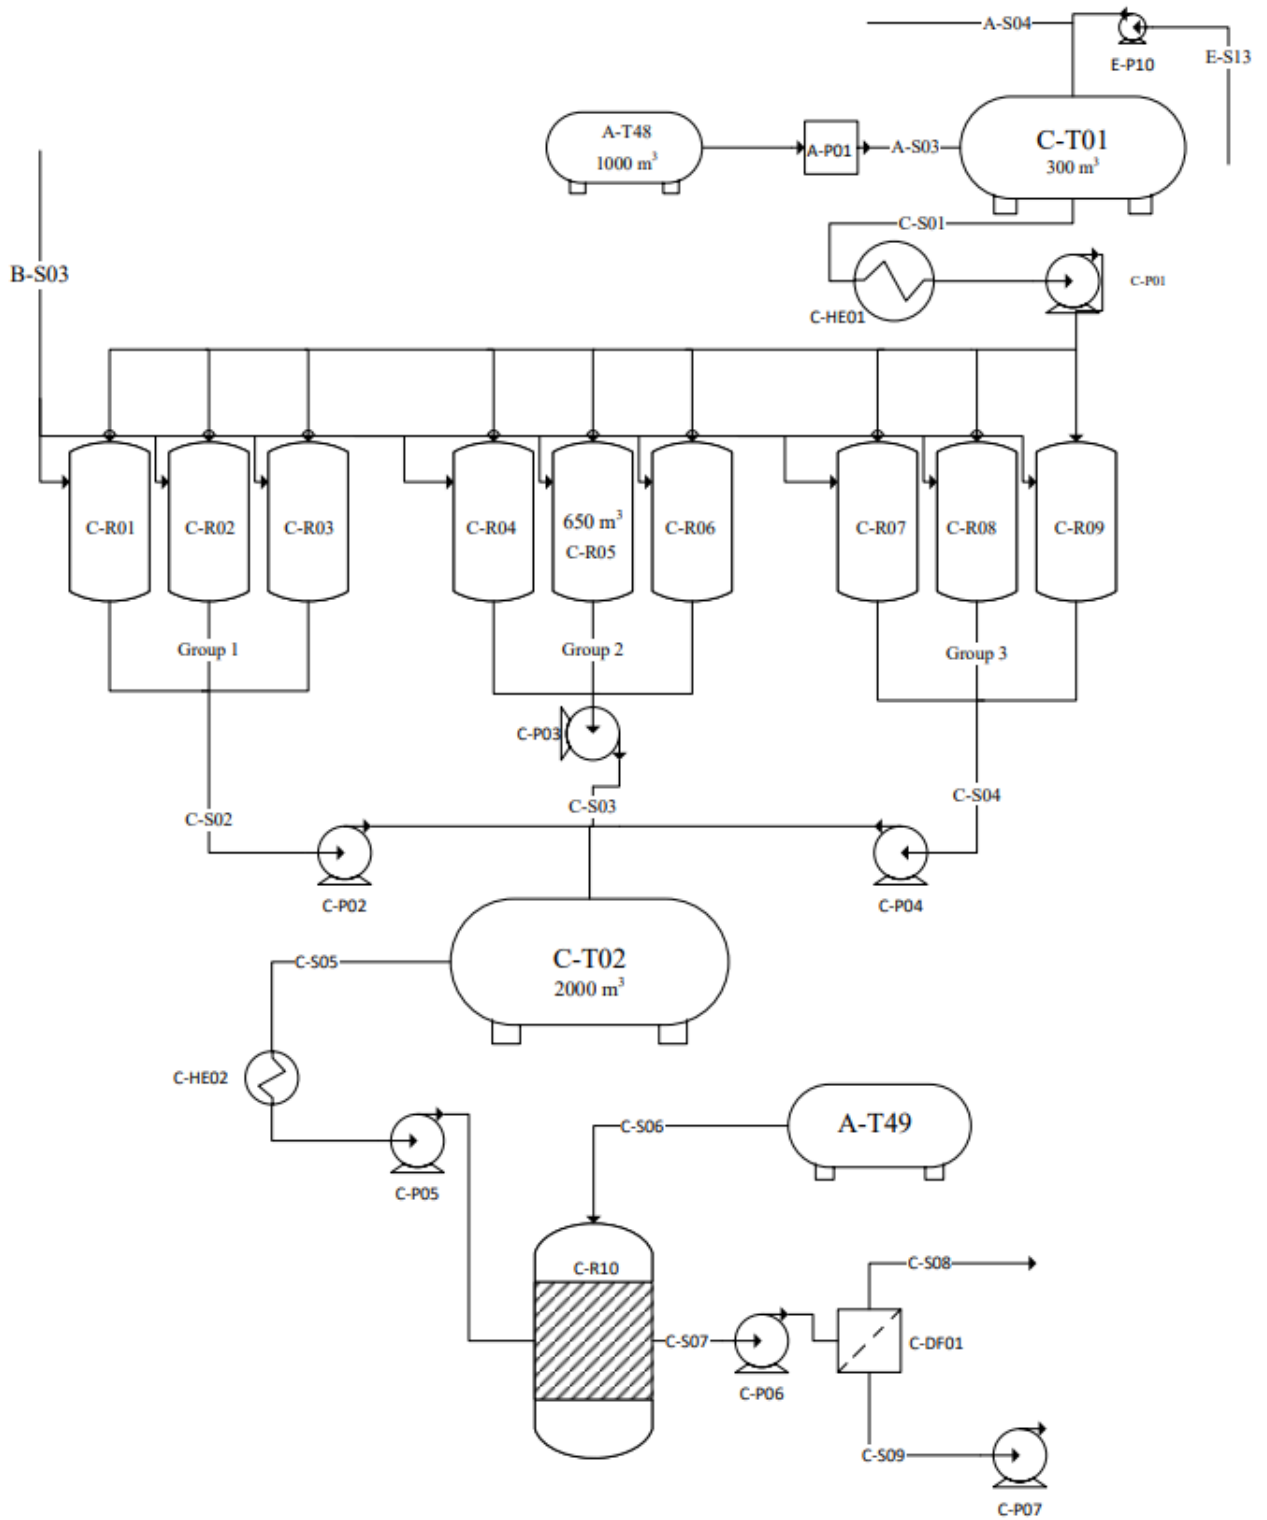 A-S04
E-P10
E-S13
A-T48
1000 m³
A-P01
A-S03
C-T01
300 m³
C-S01
B-S03
C-HE01
C-P01
C-R01
C-R02
C-R03
C-R04
650 m³
C-R05
C-R06
C-R07
C-R08
C-R09
Group 1
Group 2
Group 3
C-P03
C-S03
C-S04
C-S02
C-P02
C-P04
C-T02
2000 m³
C-S05
C-HE02
C-P05
C-S06
A-T49
C-R10
C-S08
C-S07
C-DF01
C-P06
C-S09
C-P07